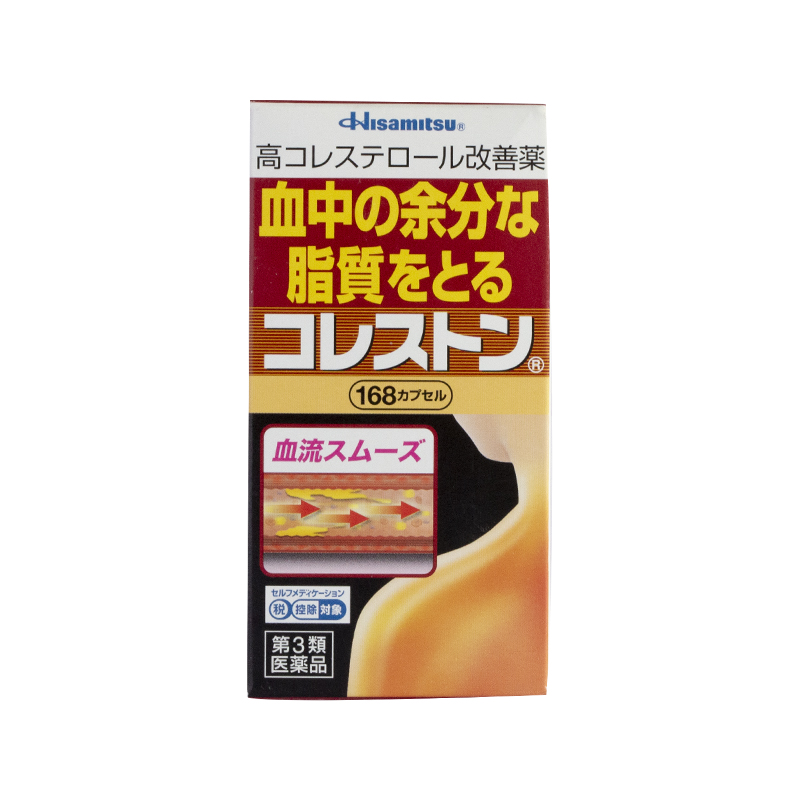 Hisamitsu®
高コレステロール改善薬
血中の余分な
脂質をとる
コレストン®
168カプセル
血流スムーズ
セルフメディケーション
税 控除 対象
第3類
医薬品